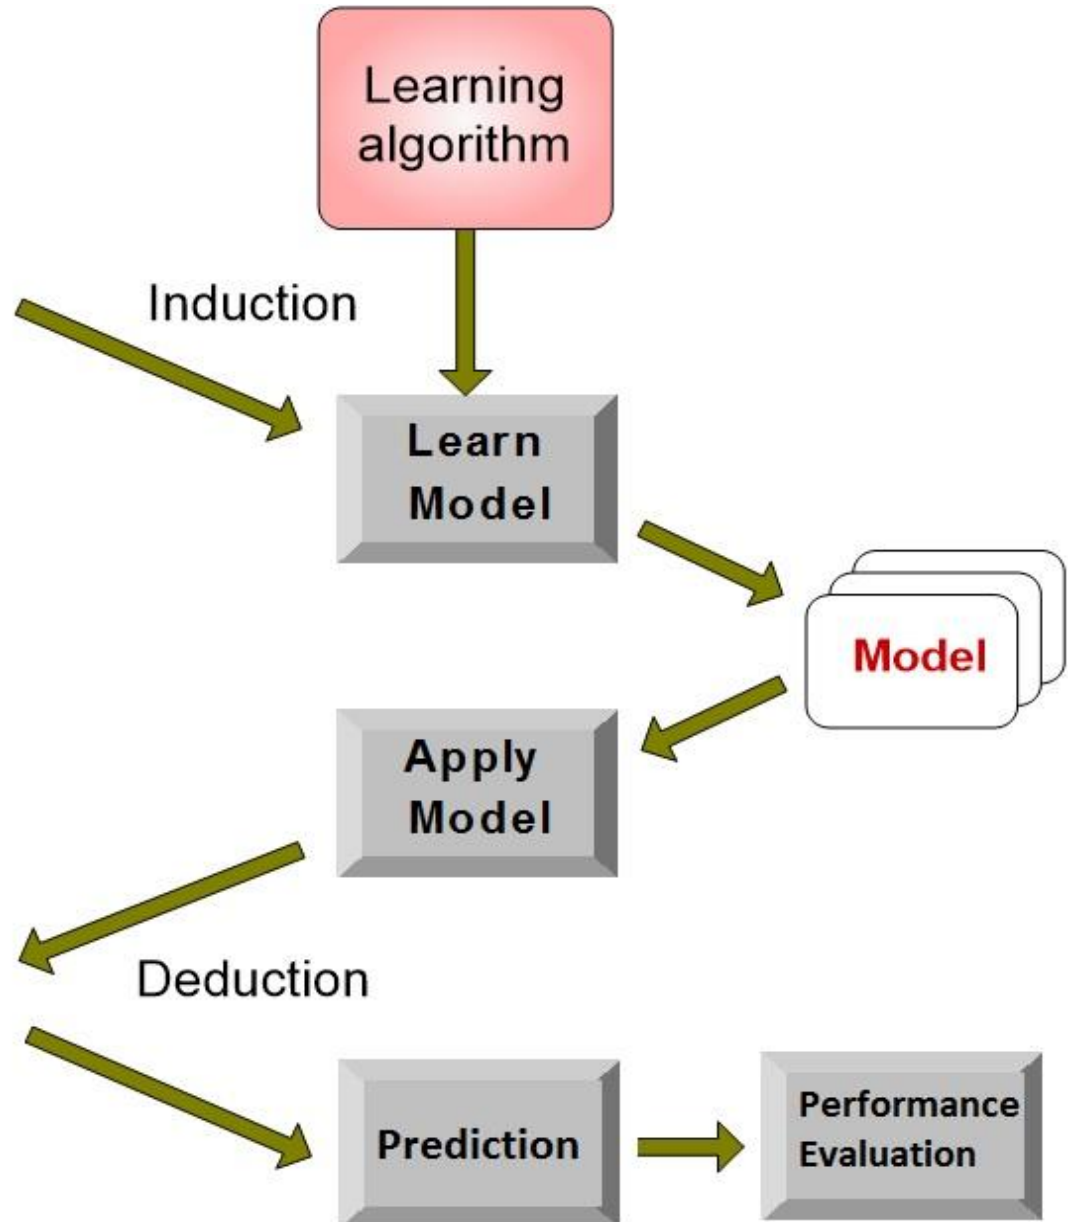 Learning
algorithm
Induction
Learn
Model
Model
Apply
Model
Deduction
Prediction
Performance
Evaluation